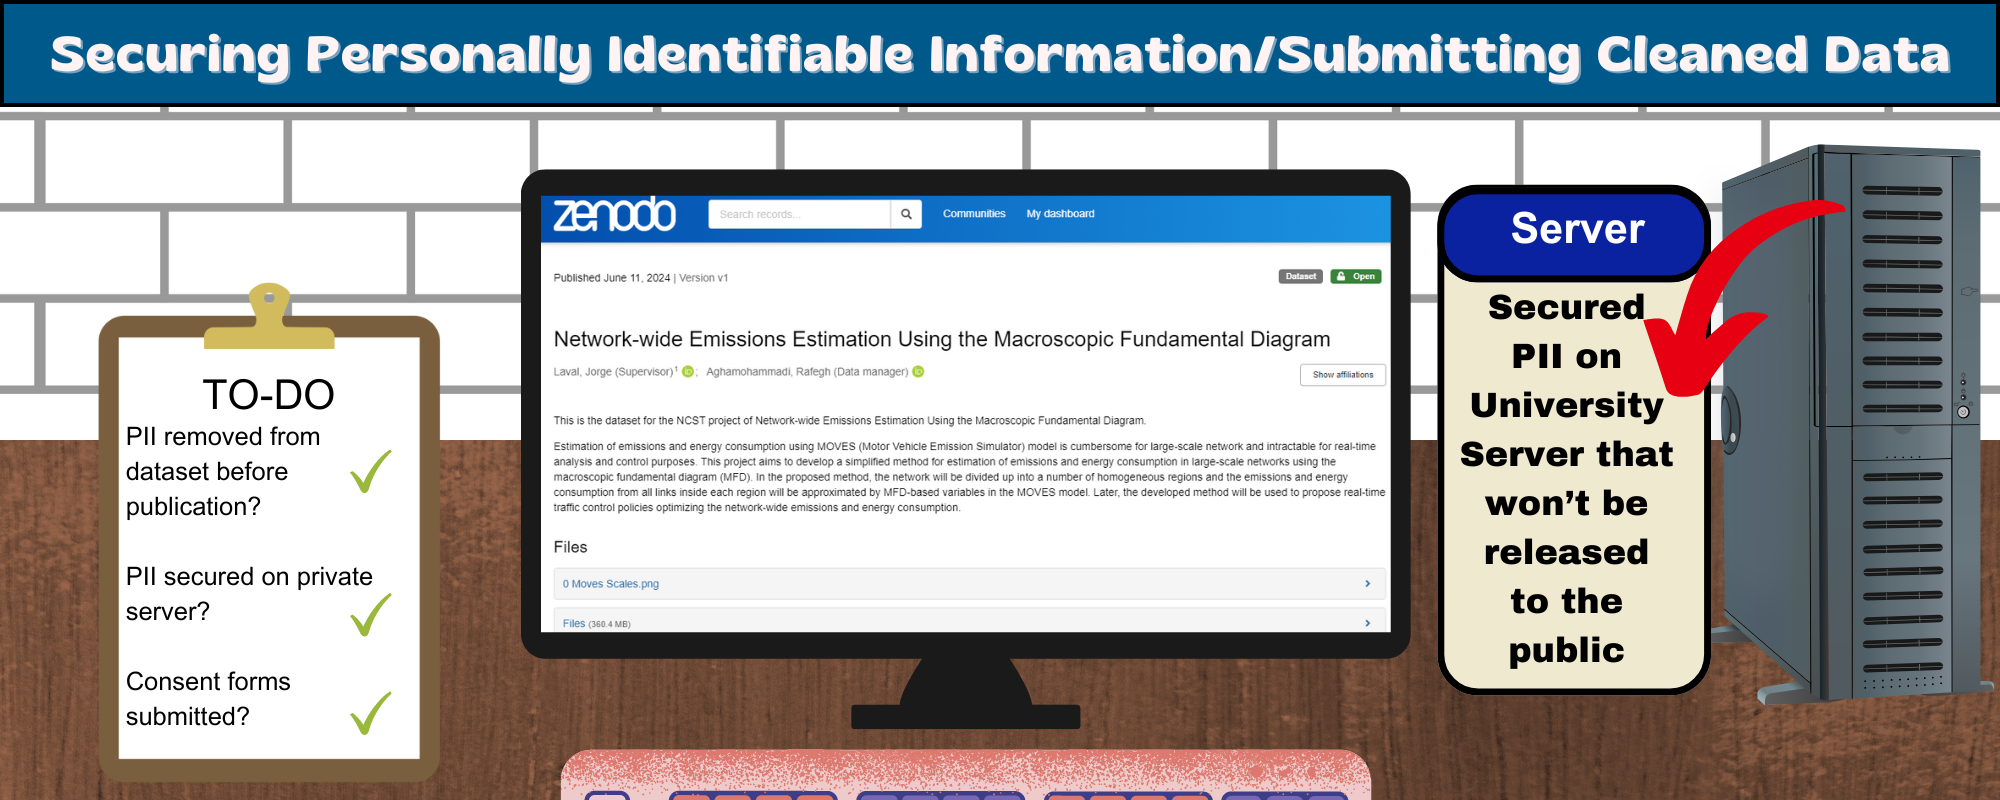 Securing Personally Identifiable Information/Submitting Cleaned Data
TO-DO
PII removed from
dataset before
publication?
PII secured on private
server?
Consent forms
submitted?
zenodo
Search records...
Communities
My dashboard
Published June 11, 2024 | Version v1
Dataset
Open
Network-wide Emissions Estimation Using the Macroscopic Fundamental Diagram
Laval, Jorge (Supervisor)¹ iD ; Aghamohammadi, Rafegh (Data manager) iD
Show affiliations
This is the dataset for the NCST project of Network-wide Emissions Estimation Using the Macroscopic Fundamental Diagram.
Estimation of emissions and energy consumption using MOVES (Motor Vehicle Emission Simulator) model is cumbersome for large-scale network and intractable for real-time
analysis and control purposes. This project aims to develop a simplified method for estimation of emissions and energy consumption in large-scale networks using the
macroscopic fundamental diagram (MFD). In the proposed method, the network will be divided up into a number of homogeneous regions and the emissions and energy
consumption from all links inside each region will be approximated by MFD-based variables in the MOVES model. Later, the developed method will be used to propose real-time
traffic control policies optimizing the network-wide emissions and energy consumption.
Files
0 Moves Scales.png
Files (360.4 MB)
Server
Secured
PII on
University
Server that
won't be
released
to the
public